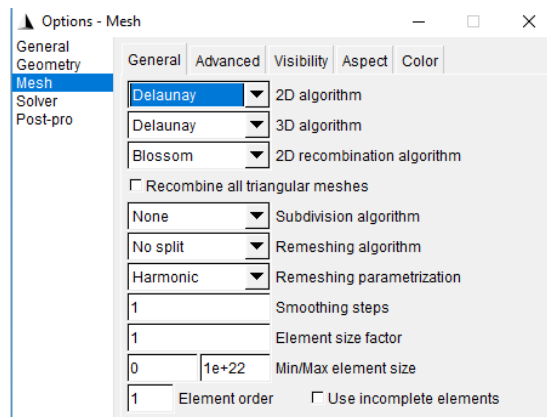 Options - Mesh
General
Geometry
Mesh
Solver
Post-pro
General Advanced Visibility Aspect Color
Delaunay 2D algorithm
Delaunay 3D algorithm
Blossom 2D recombination algorithm
Recombine all triangular meshes
None Subdivision algorithm
No split Remeshing algorithm
Harmonic Remeshing parametrization
1 Smoothing steps
1 Element size factor
0 1e+22 Min/Max element size
1 Element order Use incomplete elements